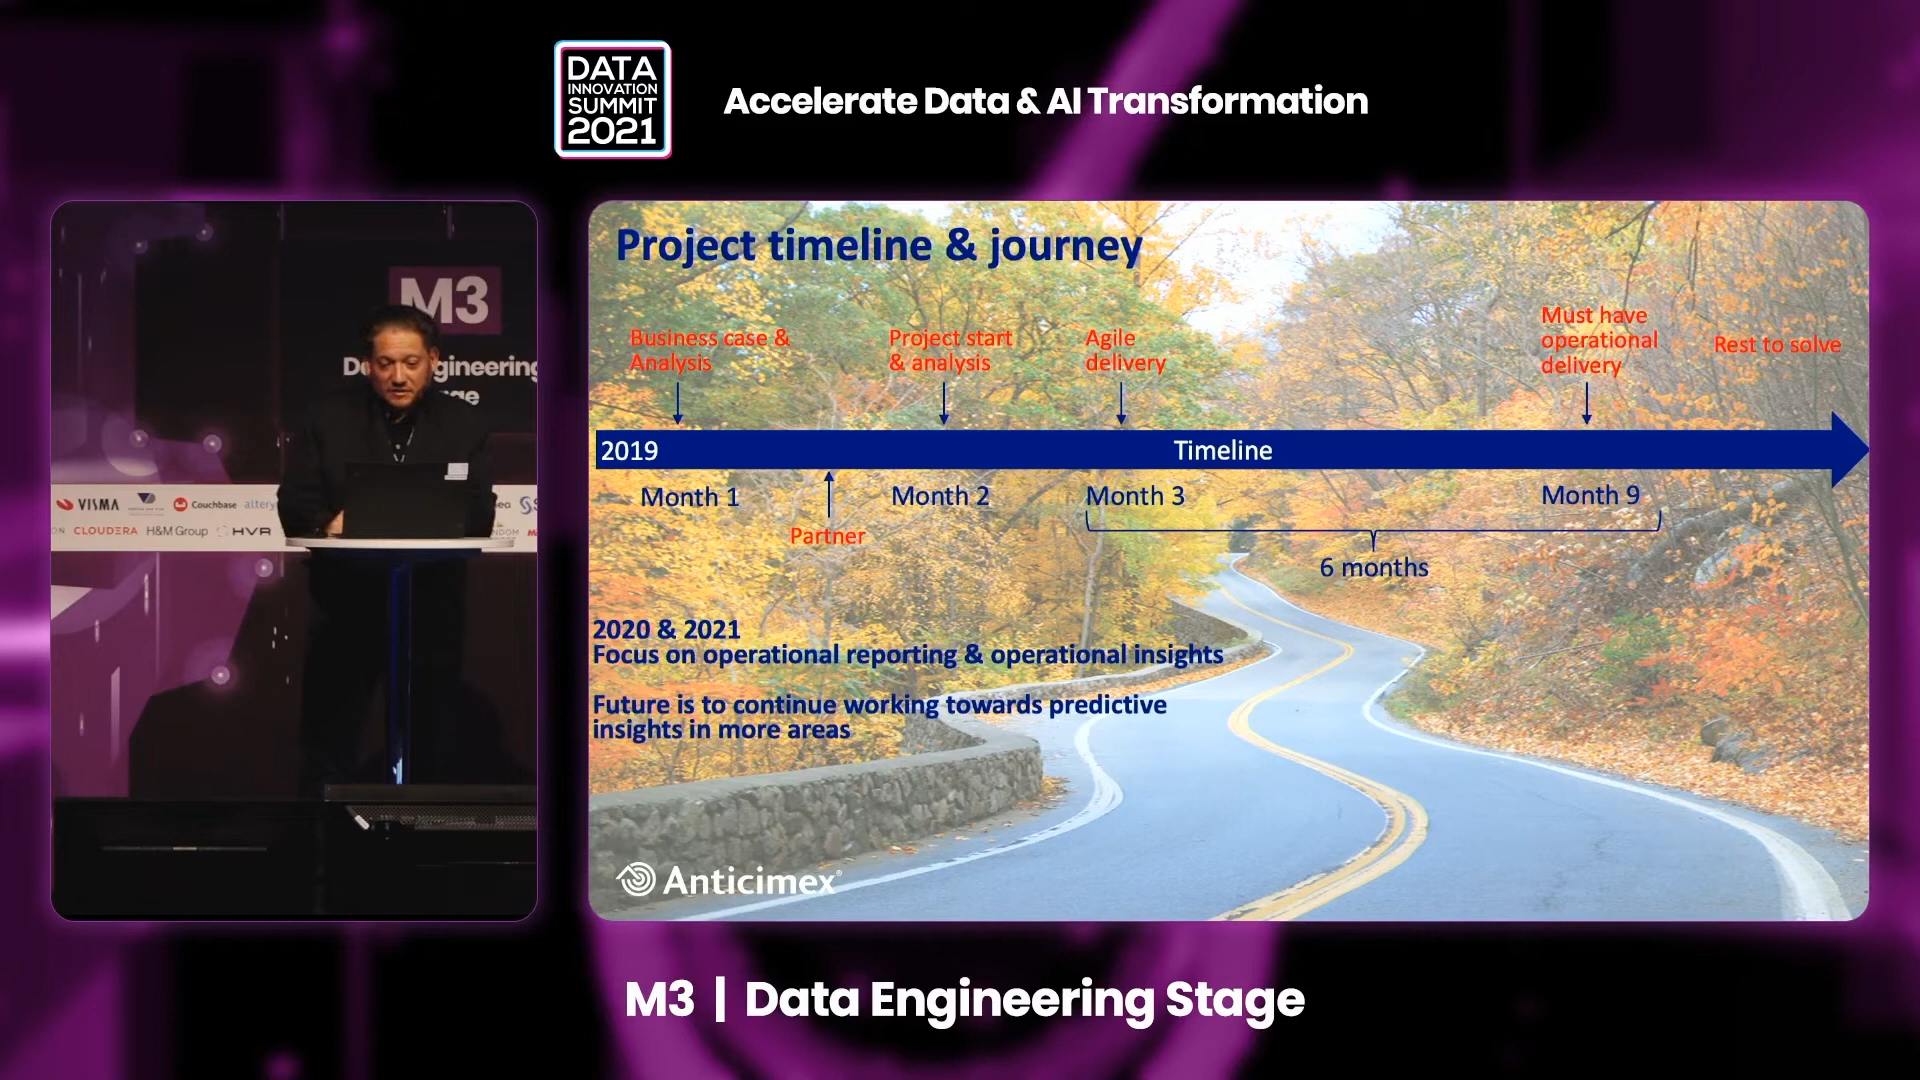 DATA
INNOVATION
SUMMIT
2021
Accelerate Data & AI Transformation
M3
VISMA
Couchbase
CLOUDERA
H&M Group
HVR
Project timeline & journey
Business case &
Analysis
Project start
& analysis
Agile
delivery
Must have
operational
delivery
Rest to solve
2019
Timeline
Month 1
Month 2
Month 3
Month 9
Partner
6 months
2020 & 2021
Focus on operational reporting & operational insights
Future is to continue working towards predictive
insights in more areas
Anticimex
M3 | Data Engineering Stage